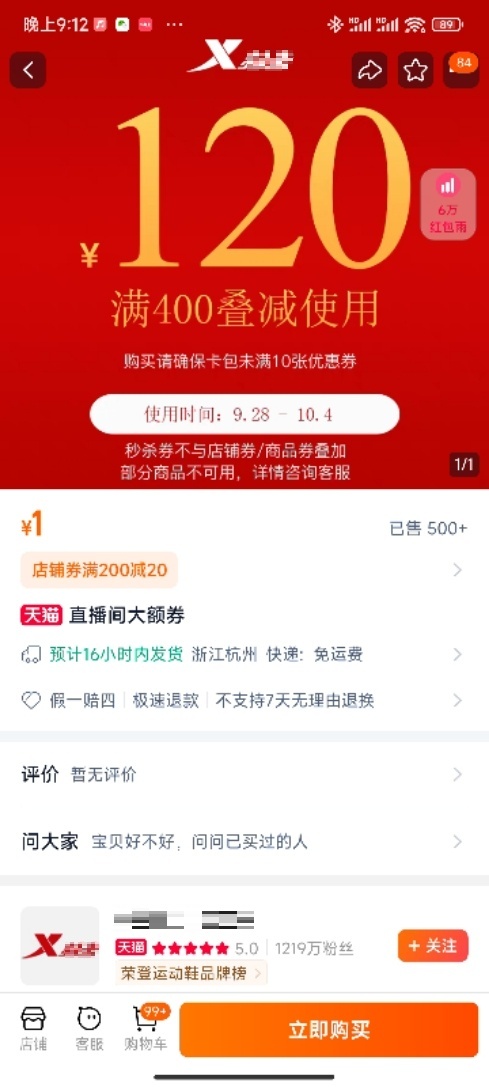 晚上9:12
89
84
120
¥
6万
红包雨
满400叠减使用
购买请确保卡包未满10张优惠券
使用时间：9.28 - 10.4
秒杀券不与店铺券/商品券叠加
部分商品不可用，详情咨询客服
1/1
¥1
已售 500+
店铺券满200减20
天猫 直播间大额券
预计16小时内发货 浙江杭州 快递：免运费
假一赔四 极速退款 不支持7天无理由退换
评价 暂无评价
问大家 宝贝好不好，问问已买过的人
天猫 5.0 1219万粉丝
+ 关注
荣登运动鞋品牌榜
99+
店铺 客服 购物车
立即购买